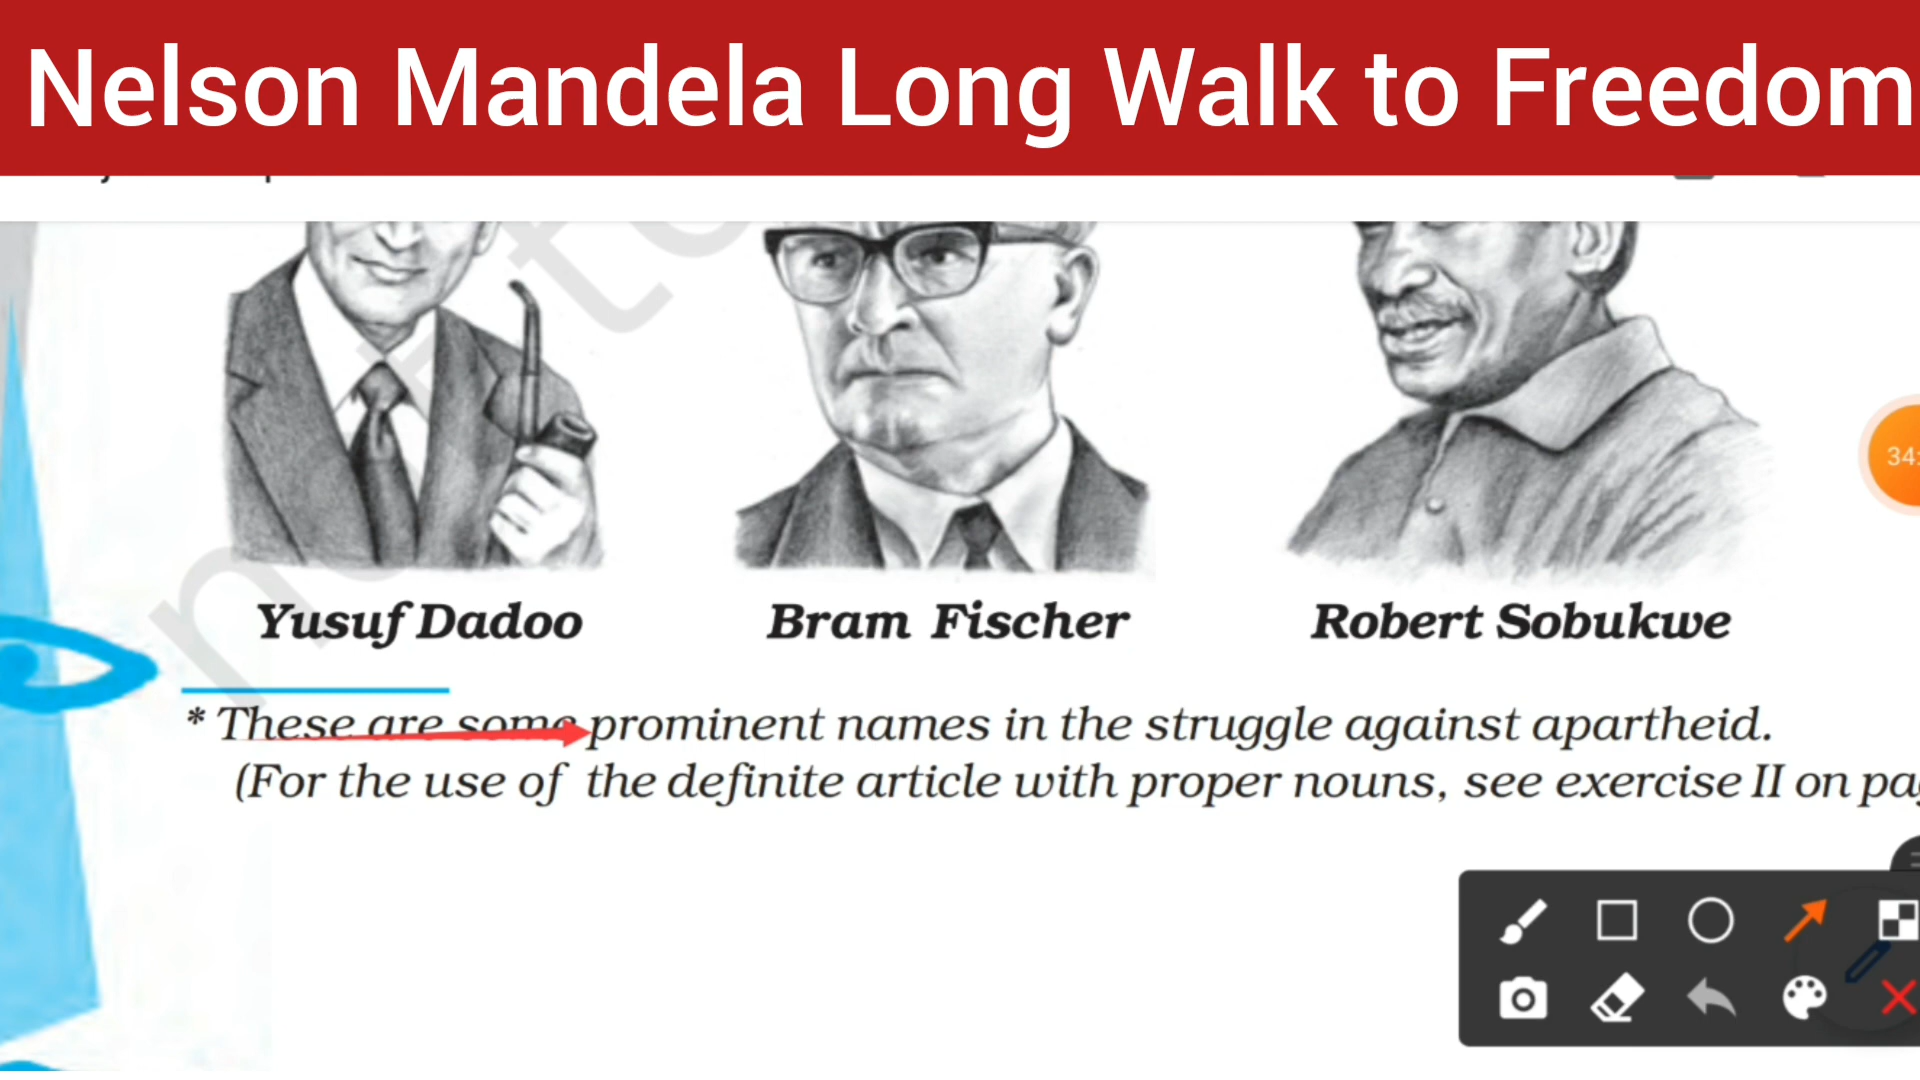 Nelson Mandela Long Walk to Freedom
Yusuf Dadoo
Bram Fischer
Robert Sobukwe
* These are some prominent names in the struggle against apartheid.
(For the use of the definite article with proper nouns, see exercise II on
34: